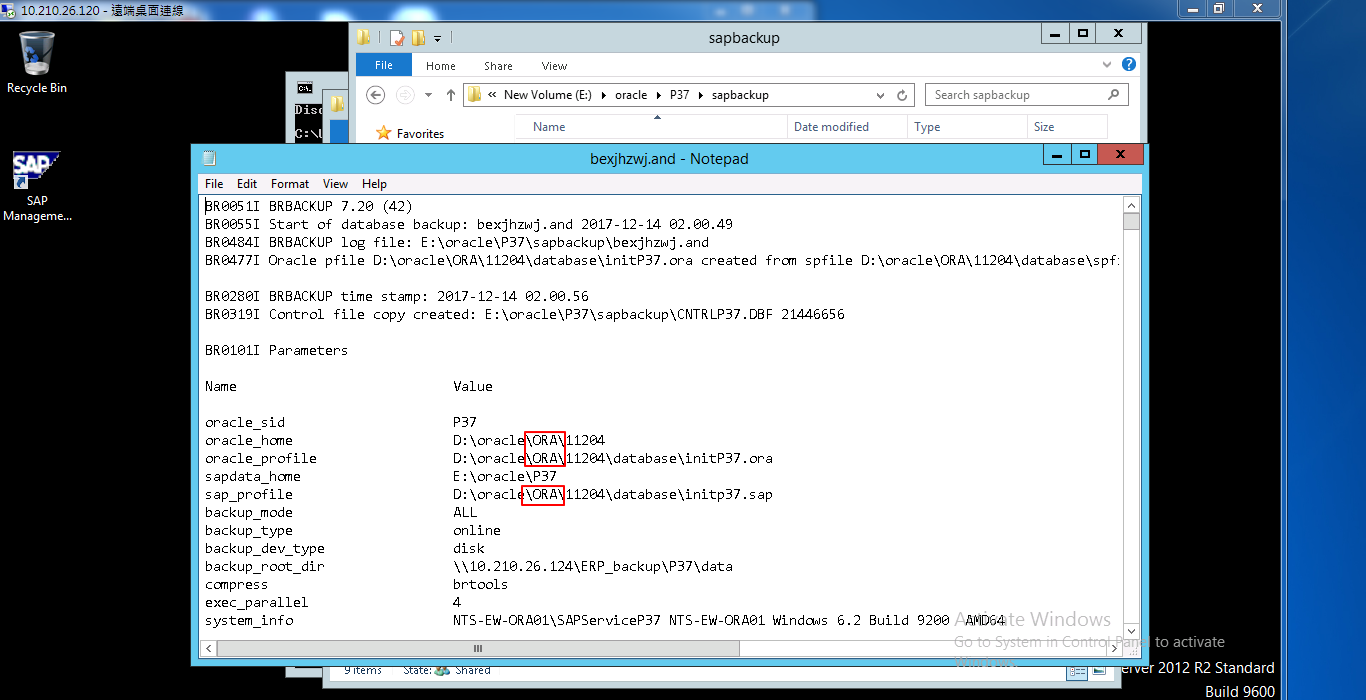 10.210.26.120 - 遠端桌面連線
Recycle Bin
SAP
SAP
Manageme...
sapbackup
File Home Share View
« New Volume (E:) oracle P37 sapbackup
Search sapbackup
Favorites
Name Date modified Type Size
C:\
bexjhzwj.and - Notepad
File Edit Format View Help
BR0051I BRBACKUP 7.20 (42)
BR0055I Start of database backup: bexjhzwj.and 2017-12-14 02.00.49
BR0484I BRBACKUP log file: E:\oracle\P37\sapbackup\bexjhzwj.and
BR0477I Oracle pfile D:\oracle\ORA\11204\database\initP37.ora created from spfile D:\oracle\ORA\11204\database\spf
BR0280I BRBACKUP time stamp: 2017-12-14 02.00.56
BR0319I Control file copy created: E:\oracle\P37\sapbackup\CNTRLP37.DBF 21446656
BR0101I Parameters
Name Value
oracle_sid P37
oracle_home D:\oracle\ORA\11204
oracle_profile D:\oracle\ORA\11204\database\initP37.ora
sapdata_home E:\oracle\P37
sap_profile D:\oracle\ORA\11204\database\initp37.sap
backup_mode ALL
backup_type online
backup_dev_type disk
backup_root_dir \\10.210.26.124\ERP_backup\P37\data
compress brtools
exec_parallel 4
system_info NTS-EW-ORA01\SAPServiceP37 NTS-EW-ORA01 Windows 6.2 Build 9200 AMD64
Activate Windows
Go to System in Control Panel to activate
Windows.
9 items State: Shared
erver 2012 R2 Standard
Build 9600